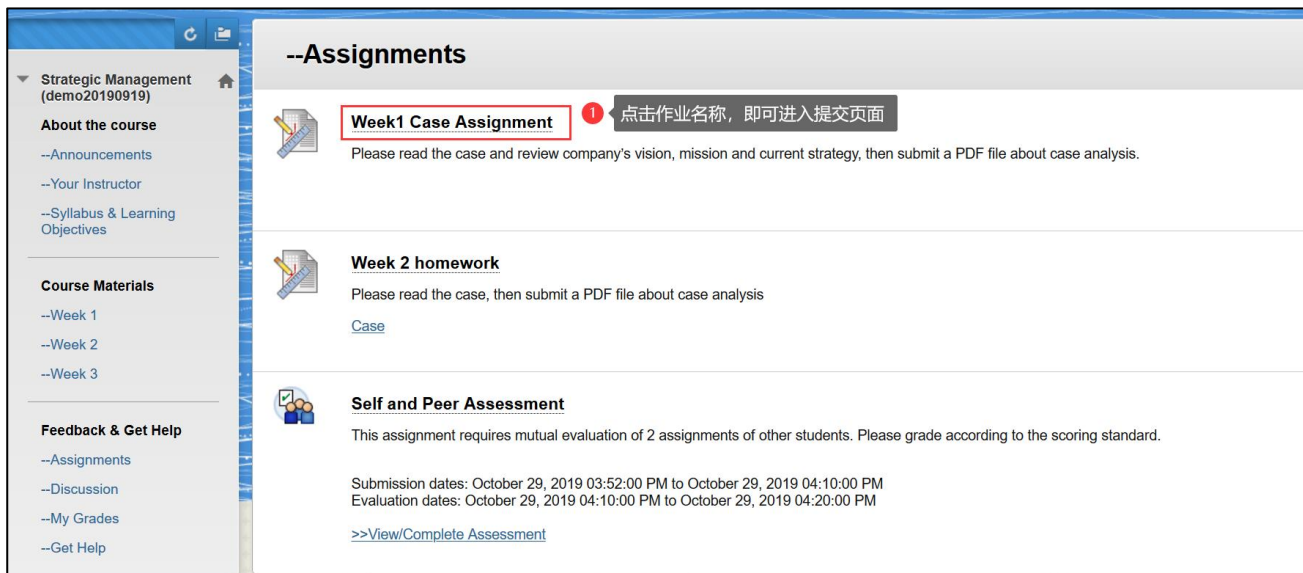 Strategic Management
(demo20190919)
About the course
--Announcements
--Your Instructor
--Syllabus & Learning
Objectives
Course Materials
--Week 1
--Week 2
--Week 3
Feedback & Get Help
--Assignments
--Discussion
--My Grades
--Get Help
--Assignments
Week1 Case Assignment
1 点击作业名称，即可进入提交页面
Please read the case and review company's vision, mission and current strategy, then submit a PDF file about case analysis.
Week 2 homework
Please read the case, then submit a PDF file about case analysis
Case
Self and Peer Assessment
This assignment requires mutual evaluation of 2 assignments of other students. Please grade according to the scoring standard.
Submission dates: October 29, 2019 03:52:00 PM to October 29, 2019 04:10:00 PM
Evaluation dates: October 29, 2019 04:10:00 PM to October 29, 2019 04:20:00 PM
>>View/Complete Assessment